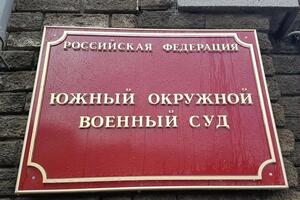 РОССИЙСКАЯ ФЕДЕРАЦИЯ
ЮЖНЫЙ ОКРУЖНОЙ
ВОЕННЫЙ СУД